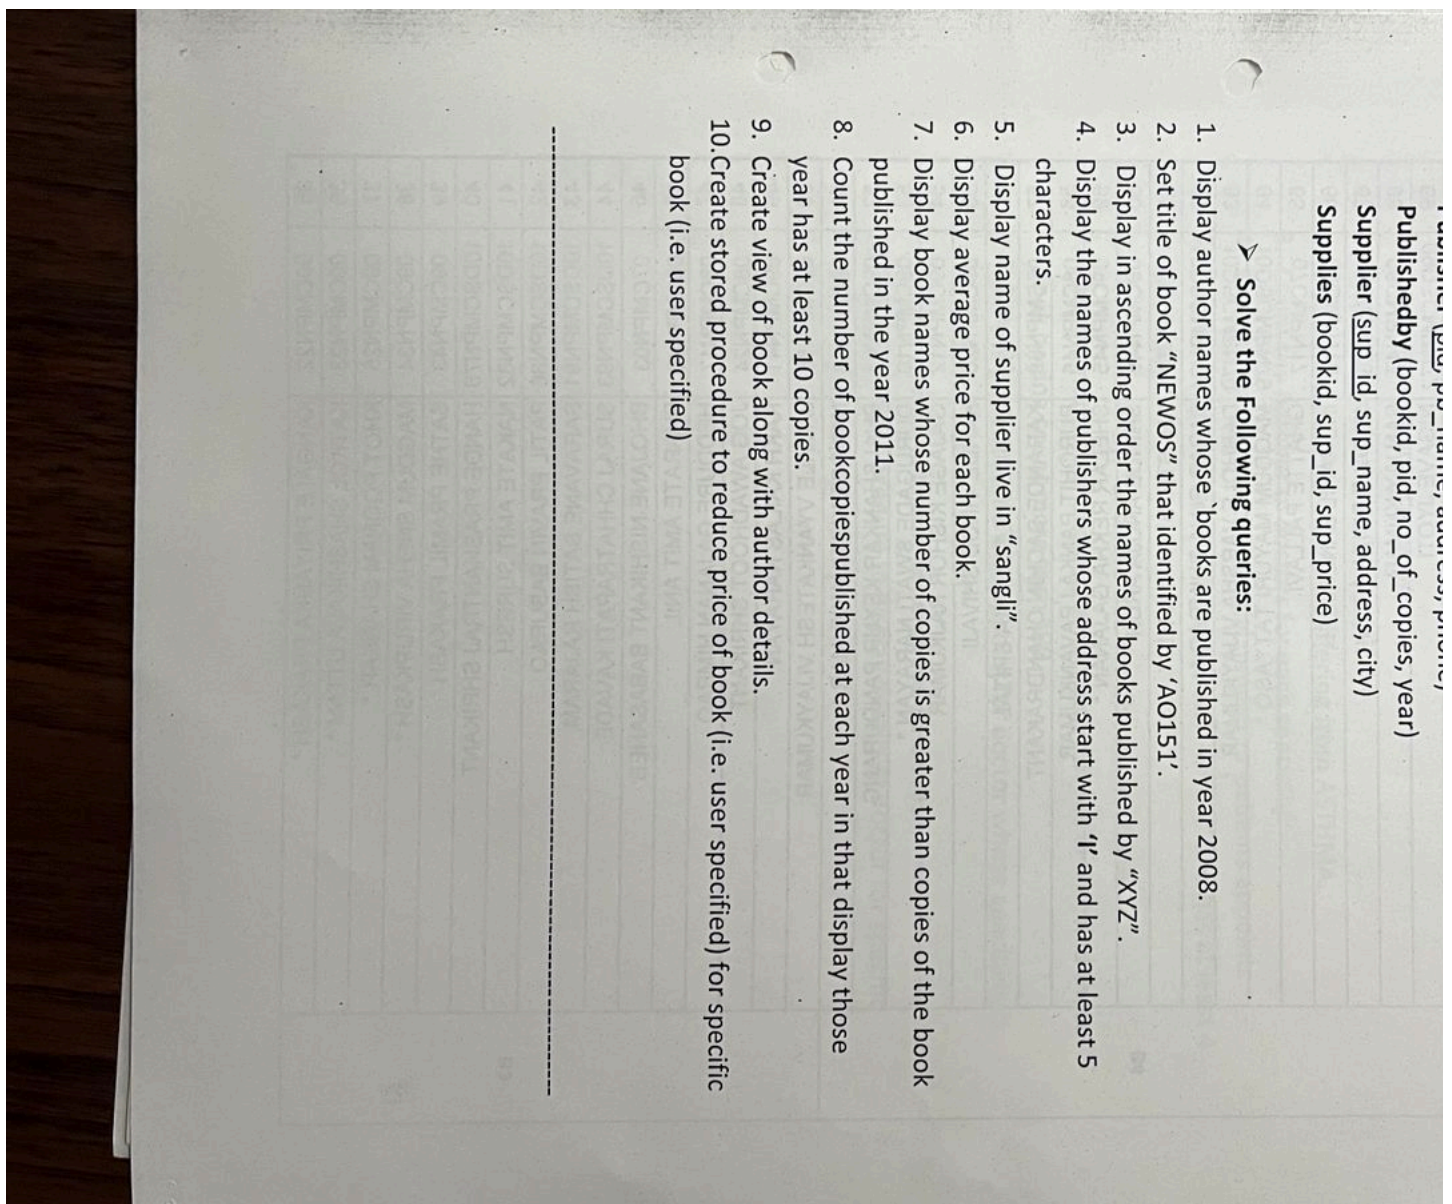 Publisher (pid, pb_name, address, phone)
Publishedby (bookid, pid, no_of_copies, year)
Supplier (sup_id, sup_name, address, city)
Supplies (bookid, sup_id, sup_price)
➢ Solve the Following queries:
1. Display author names whose `books are published in year 2008.
2. Set title of book “NEWOS” that identified by ‘AO151’.
3. Display in ascending order the names of books published by “XYZ”.
4. Display the names of publishers whose address start with ‘I’ and has at least 5
characters.
5. Display name of supplier live in “sangli”.
6. Display average price for each book.
7. Display book names whose number of copies is greater than copies of the book
published in the year 2011.
8. Count the number of bookcopiespublished at each year in that display those
year has at least 10 copies.
9. Create view of book along with author details.
10.Create stored procedure to reduce price of book (i.e. user specified) for specific
book (i.e. user specified)